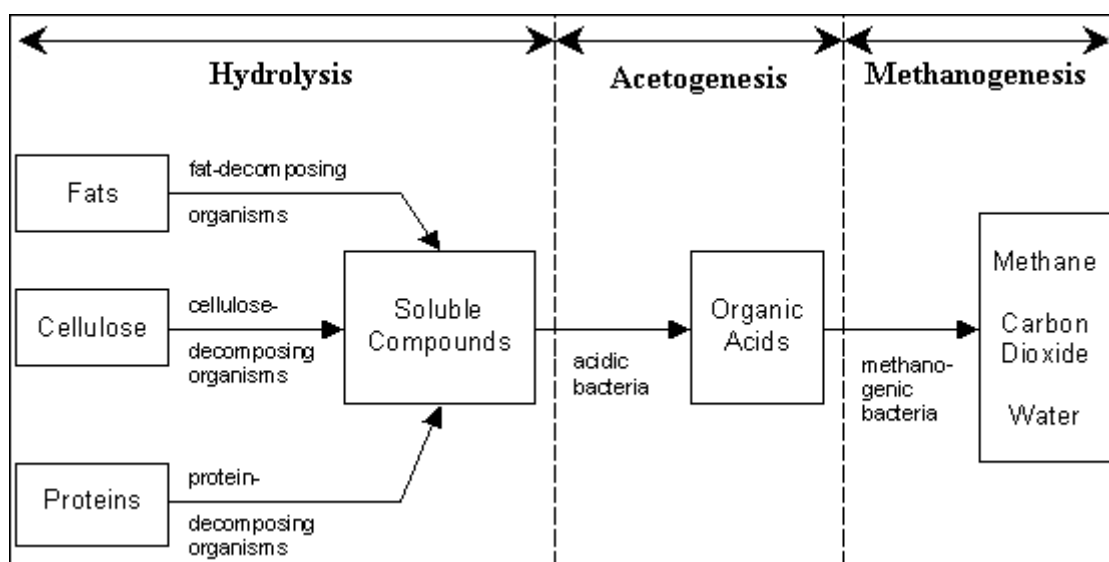 Hydrolysis
Acetogenesis
Methanogenesis
Fats
fat-decomposing
organisms
Cellulose
cellulose-
decomposing
organisms
Proteins
protein-
decomposing
organisms
Soluble
Compounds
acidic
bacteria
Organic
Acids
methano-
genic
bacteria
Methane
Carbon
Dioxide
Water